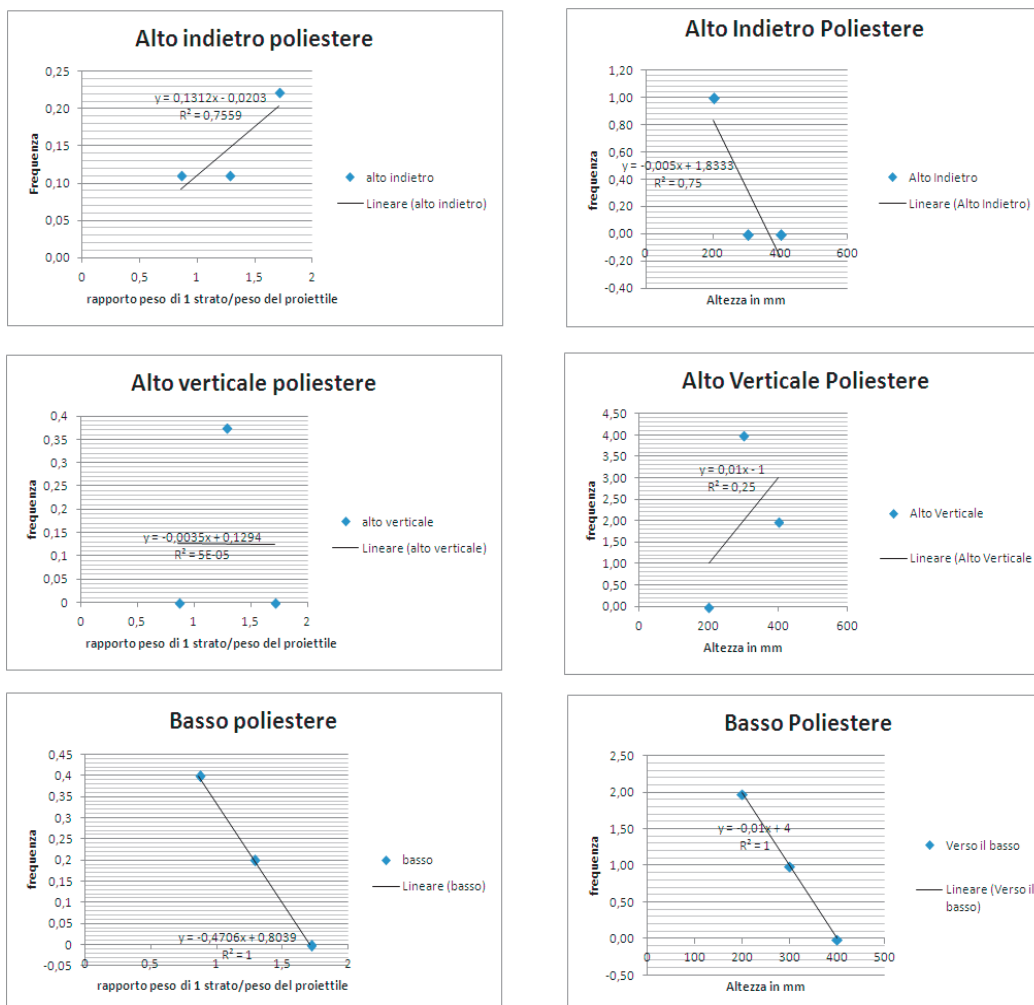 Alto indietro poliestere
0,25
0,20
0,15
0,10
0,05
0,00
Frequenza
y = 0,1312x - 0,0203
R² = 0,7559
0
0,5
1
1,5
2
rapporto peso di 1 strato/peso del proiettile
alto indietro
Lineare (alto indietro)
Alto Indietro Poliestere
1,20
1,00
0,80
0,60
0,40
0,20
0,00
-0,20
-0,40
frequenza
y = -0,005x + 1,8333
R² = 0,75
0
200
400
600
Altezza in mm
Alto Indietro
Lineare (Alto Indietro)
Alto verticale poliestere
0,4
0,35
0,3
0,25
0,2
0,15
0,1
0,05
0
frequenza
y = -0,0035x + 0,1294
R² = 5E-05
0
0,5
1
1,5
2
rapporto peso di 1 strato/peso del proiettile
alto verticale
Lineare (alto verticale)
Alto Verticale Poliestere
4,50
4,00
3,50
3,00
2,50
2,00
1,50
1,00
0,50
0,00
frequenza
y = 0,01x - 1
R² = 0,25
0
200
400
600
Altezza in mm
Alto Verticale
Lineare (Alto Verticale
Basso poliestere
0,45
0,4
0,35
0,3
0,25
0,2
0,15
0,1
0,05
0
-0,05
frequenza
y = -0,4706x + 0,8039
R² = 1
0
0,5
1
1,5
2
rapporto peso di 1 strato/peso del proiettile
basso
Lineare (basso)
Basso Poliestere
2,50
2,00
1,50
1,00
0,50
0,00
-0,50
frequenza
y = -0,01x + 4
R² = 1
0
100
200
300
400
500
Altezza in mm
Verso il basso
Lineare (Verso il
basso)